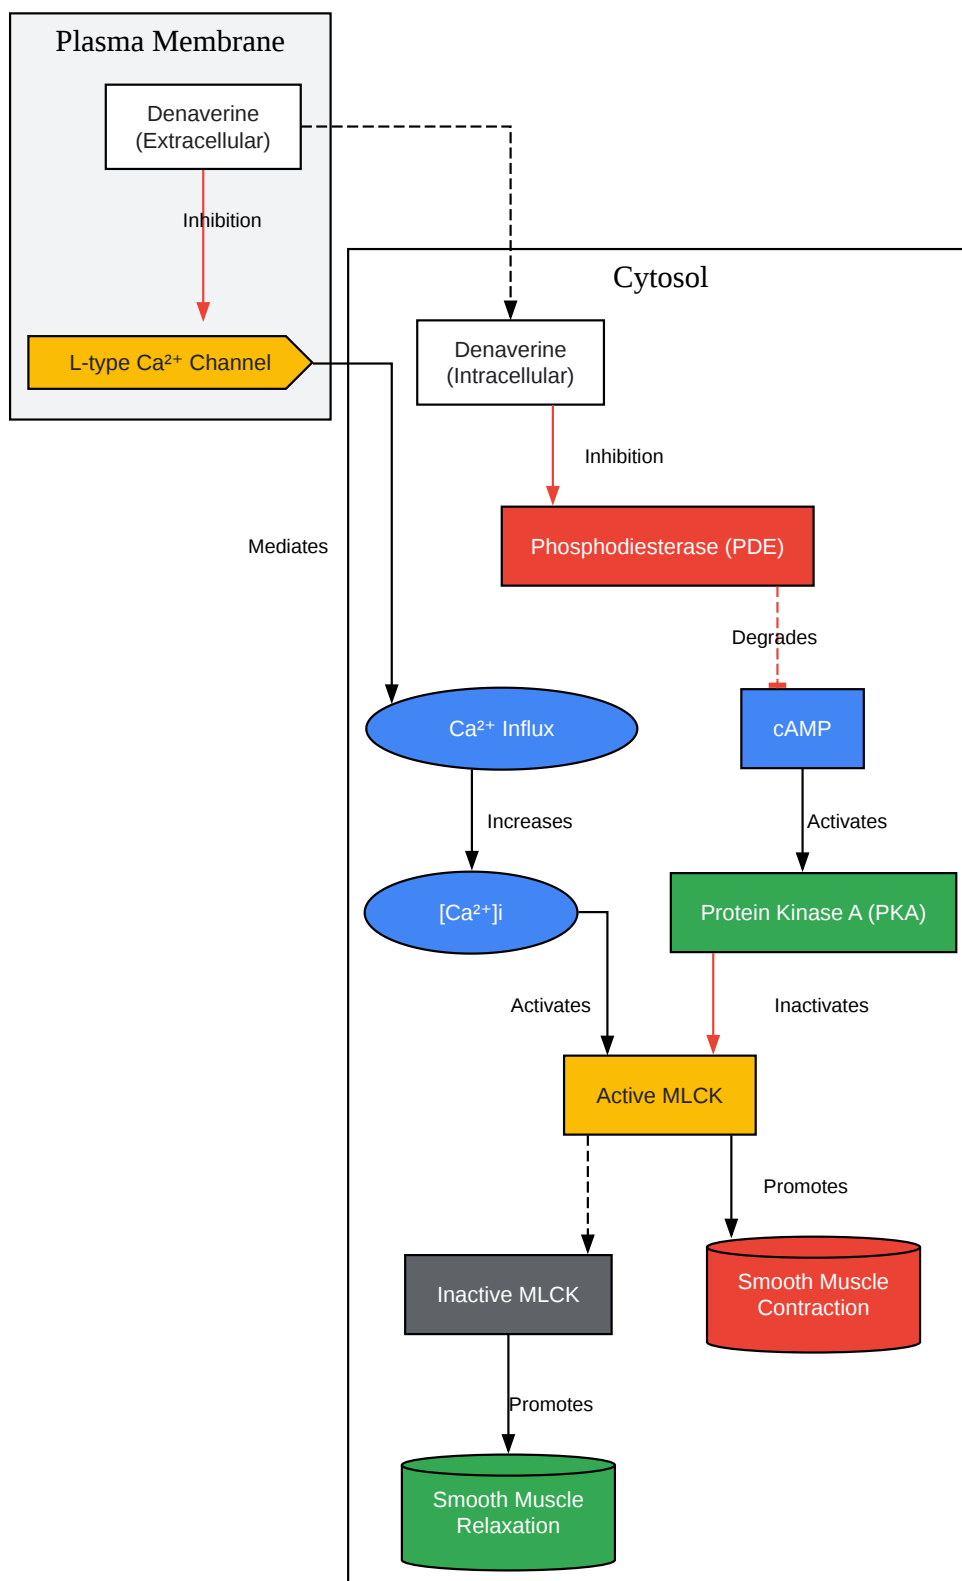 Plasma Membrane
Denaverine
(Extracellular)
Inhibition
L-type Ca²⁺ Channel
Cytosol
Denaverine
(Intracellular)
Inhibition
Mediates
Phosphodiesterase (PDE)
Degrades
Ca²⁺ Influx
cAMP
Increases
Activates
[Ca²⁺]i
Protein Kinase A (PKA)
Activates
Inactivates
Active MLCK
Promotes
Inactive MLCK
Smooth Muscle
Contraction
Promotes
Smooth Muscle
Relaxation